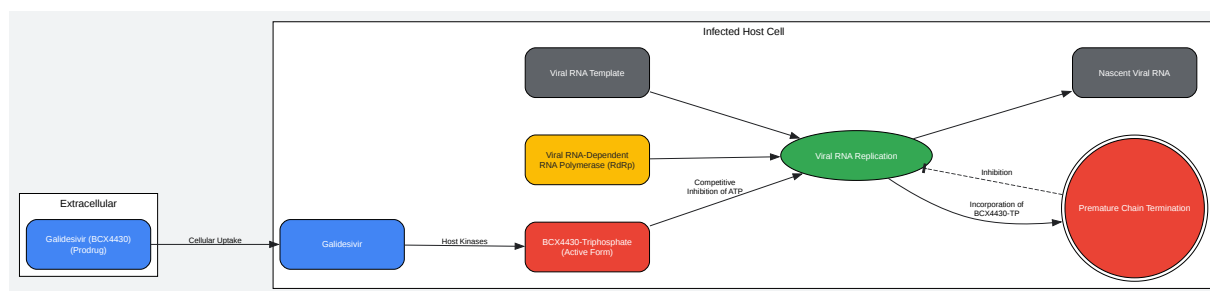 Infected Host Cell
Viral RNA Template
Nascent Viral RNA
Viral RNA-Dependent
RNA Polymerase (RdRp)
Viral RNA Replication
Inhibition
Competitive
Inhibition of ATP
Extracellular
Incorporation of
BCX4430-TP
Premature Chain Termination
Galidesivir (BCX4430)
(Prodrug)
Cellular Uptake
Galidesivir
Host Kinases
BCX4430-Triphosphate
(Active Form)